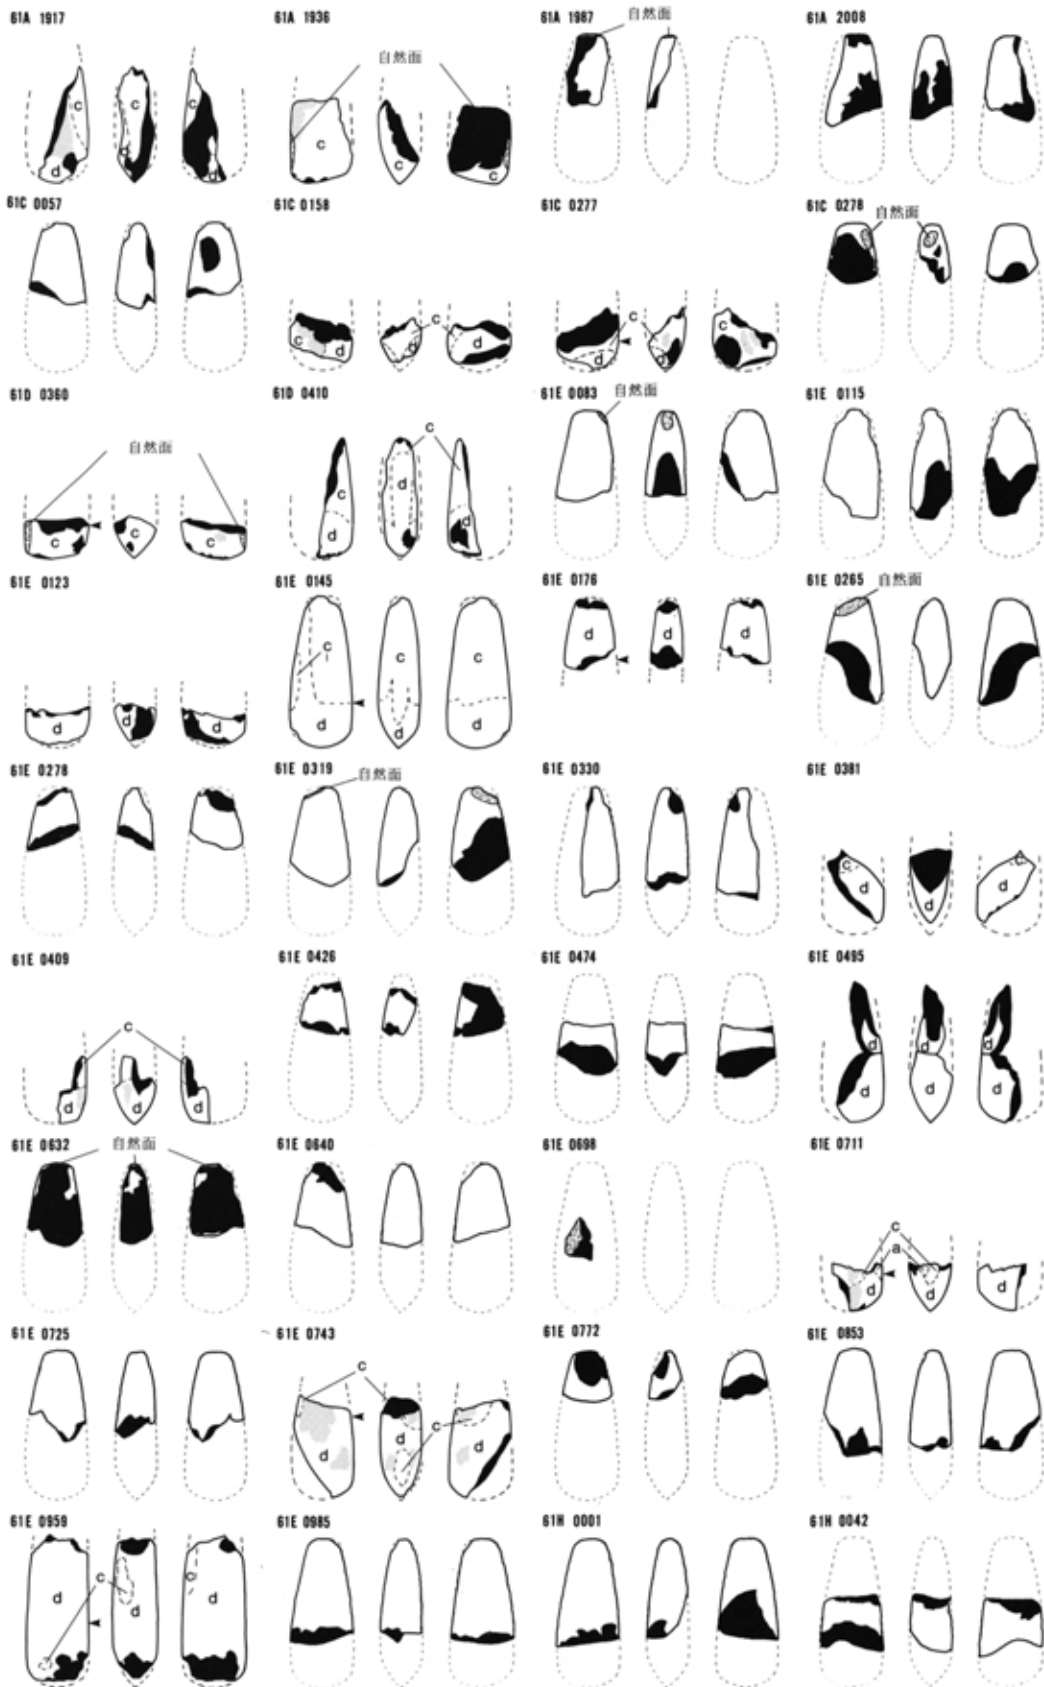 61A 1917
61A 1936
61A 1987
61A 2008
自然面
自然面
c
c
c
d
d
d
c
c
c
61C 0057
61C 0158
61C 0277
61C 0278
自然面
c
c
d
d
d
c
c
d
d
61D 0360
61D 0410
61E 0083
61E 0115
自然面
自然面
c
c
c
c
c
d
d
d
61E 0123
61E 0145
61E 0176
61E 0265
自然面
d
d
d
c
c
c
d
d
d
d
d
d
61E 0278
61E 0319
61E 0330
61E 0381
自然面
c
d
d
c
d
61E 0409
61E 0426
61E 0474
61E 0495
c
d
d
d
d
d
d
d
d
61E 0632
61E 0640
61E 0698
61E 0711
自然面
c
a
d
d
d
61E 0725
61E 0743
61E 0772
61E 0853
c
c
d
d
d
61E 0959
61E 0985
61H 0001
61H 0042
c
c
d
d
d